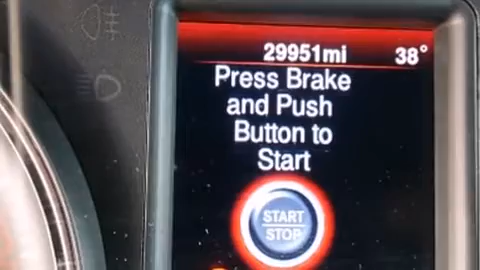 29951mi 38°
Press Brake
and Push
Button to
Start
START
STOP